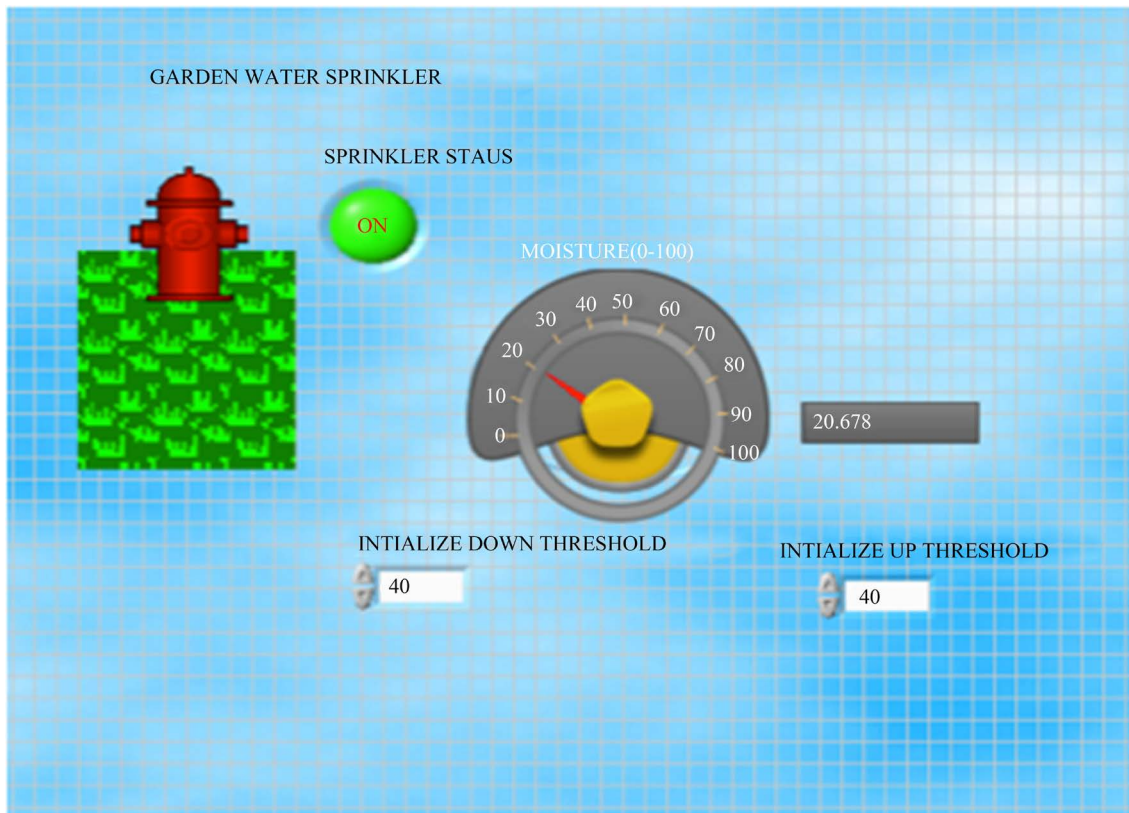 GARDEN WATER SPRINKLER
SPRINKLER STAUS
ON
MOISTURE(0-100)
0
10
20
30
40
50
60
70
80
90
100
20.678
INTIALIZE DOWN THRESHOLD
40
INTIALIZE UP THRESHOLD
40